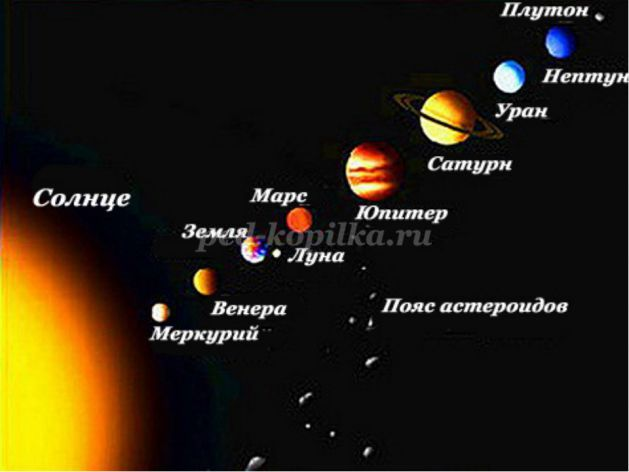 Плутон
Нептун
Уран
Сатурн
Солнце
Марс
Юпитер
Земля
ped-kopilka.ru
Луна
Пояс астероидов
Венера
Меркурий